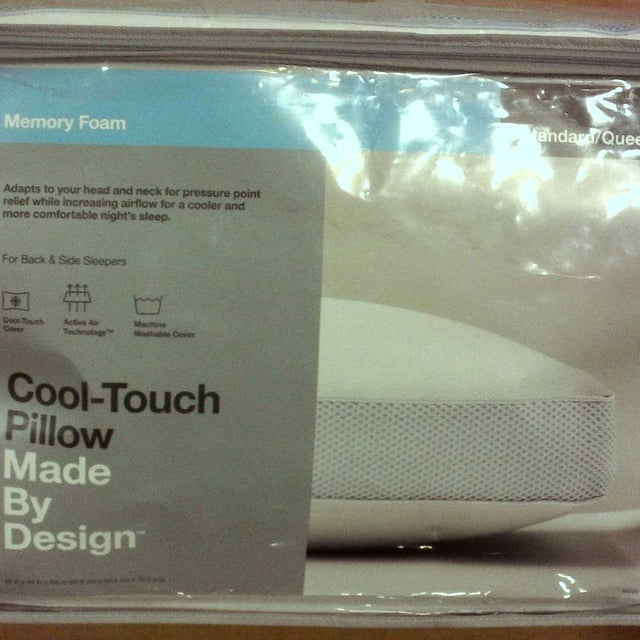 Memory Foam
Standard/Quee
Adapts to your head and neck for pressure point
relief while increasing airflow for a cooler and
more comfortable night's sleep.
For Back & Side Sleepers
Cool-Touch
Cover
Active Air
Technology™
Machine
Washable Cover
Cool-Touch
Pillow
Made
By
Design™